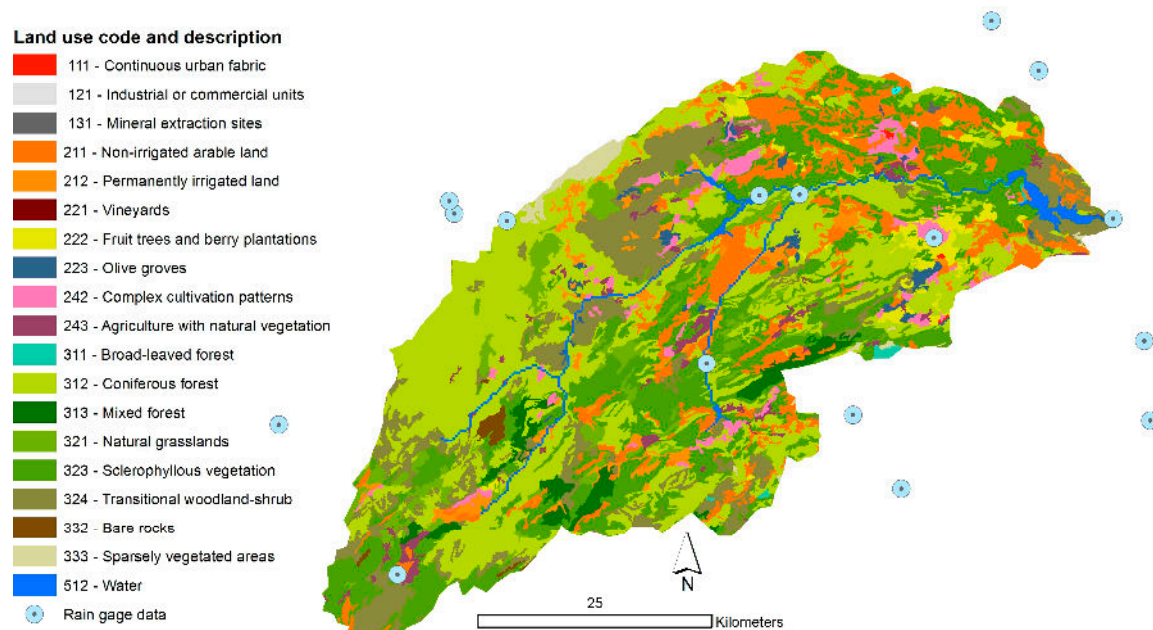 Land use code and description
111 - Continuous urban fabric
121 - Industrial or commercial units
131 - Mineral extraction sites
211 - Non-irrigated arable land
212 - Permanently irrigated land
221 - Vineyards
222 - Fruit trees and berry plantations
223 - Olive groves
242 - Complex cultivation patterns
243 - Agriculture with natural vegetation
311 - Broad-leaved forest
312 - Coniferous forest
313 - Mixed forest
321 - Natural grasslands
323 - Sclerophyllous vegetation
324 - Transitional woodland-shrub
332 - Bare rocks
333 - Sparsely vegetated areas
512 - Water
Rain gage data
N
25
Kilometers